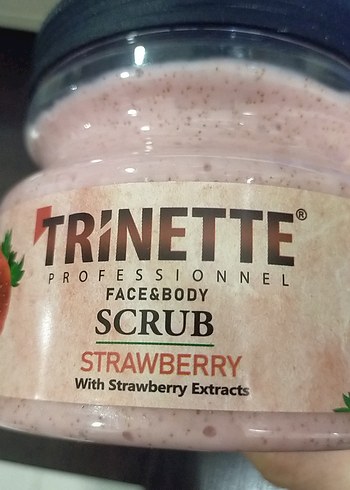 TRiNETTE®
PROFESSIONNEL
FACE&BODY
SCRUB
STRAWBERRY
With Strawberry Extracts